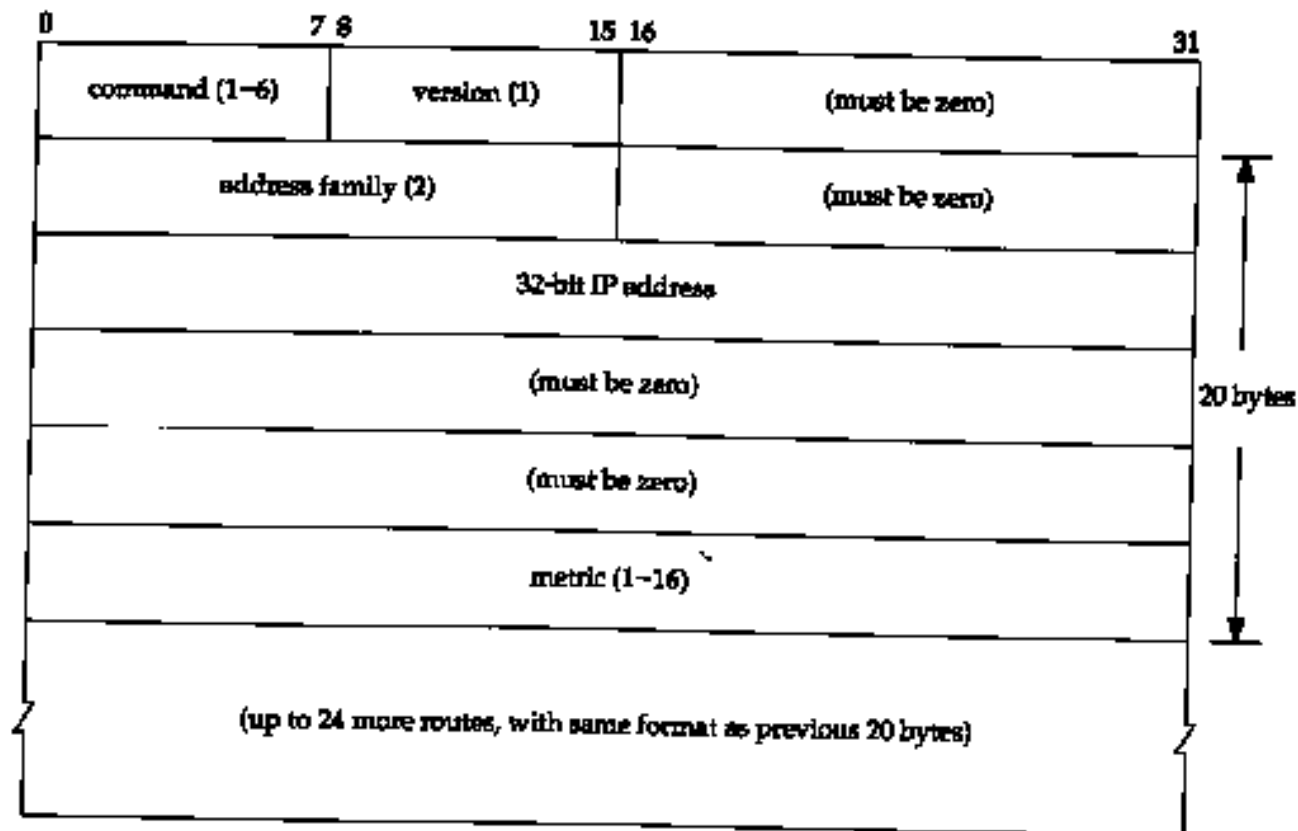 0 7 8 15 16 31
command (1-6) version (1) (must be zero)
address family (2) (must be zero)
32-bit IP address
(must be zero)
20 bytes
(must be zero)
metric (1-16)
(up to 24 more routes, with same format as previous 20 bytes)